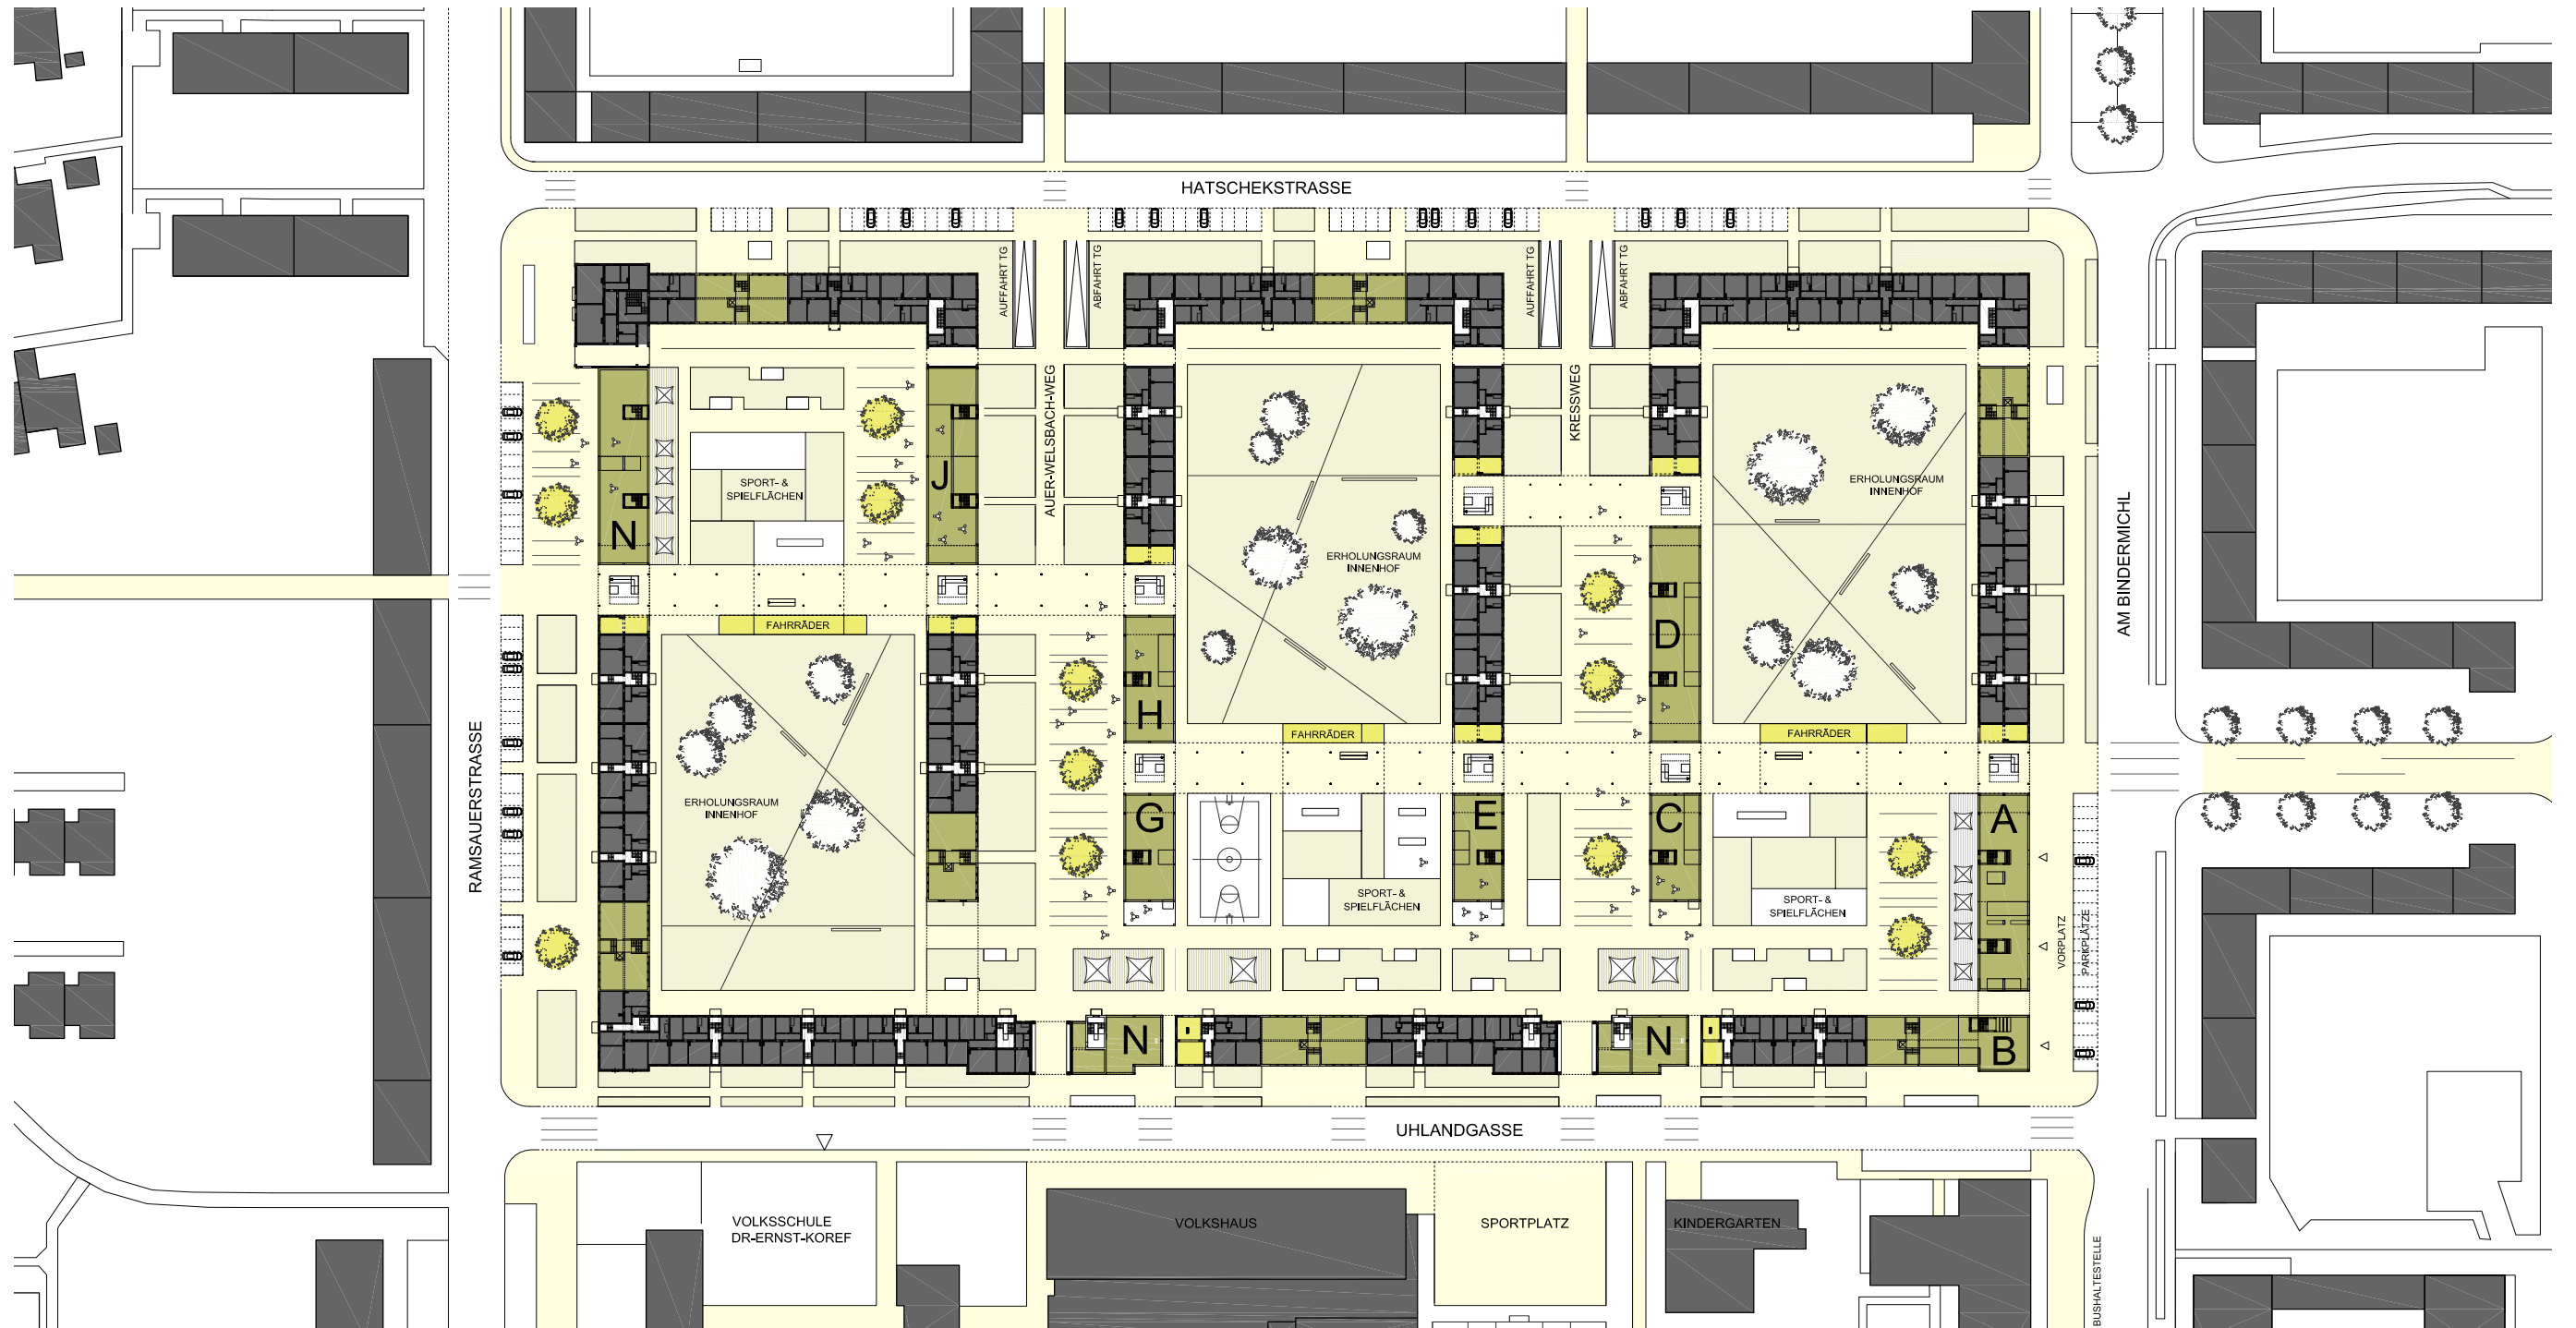 HATSCHEKSTRASSE
AUFFAHRT TG
ABFAHRT TG
AUFFAHRT TG
ABFAHRT TG
AUER-WELSBACH-WEG
KRESSWEG
SPORT- &
SPIELFLÄCHEN
N
J
ERHOLUNGSRAUM
INNENHOF
ERHOLUNGSRAUM
INNENHOF
AM BINDERMICHL
FAHRRÄDER
D
H
FAHRRÄDER
FAHRRÄDER
RAMSAUERSTRASSE
ERHOLUNGSRAUM
INNENHOF
G
E
C
A
SPORT- &
SPIELFLÄCHEN
SPORT- &
SPIELFLÄCHEN
VORPLATZ
PARKPLÄTZE
N
N
B
UHLANDGASSE
VOLKSSCHULE
DR-ERNST-KOREF
VOLKSHAUS
SPORTPLATZ
KINDERGARTEN
BUSHALTESTELLE